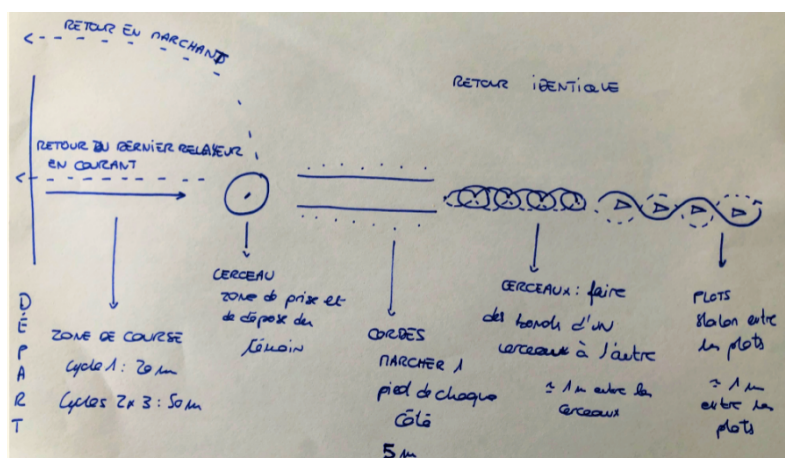 RETOUR EN MARCHANT
RETOUR IDENTIQUE
RETOUR DU DERNIER RELAYEUR
EN COURANT
DÉPART
ZONE DE COURSE
Cycle 1 : 20 m
Cycles 2 & 3 : 50 m
CERCEAU
ZONE de prise et
de dépose du
témoin
CORDES
MARCHER 1
pied de chaque
côté
5 m
CERCEAUX : faire
des bonds d'un
cerceaux à l'autre
≈ 1 m entre les
cerceaux
PLOTS
slalom entre
les plots
≈ 1 m
entre les
plots